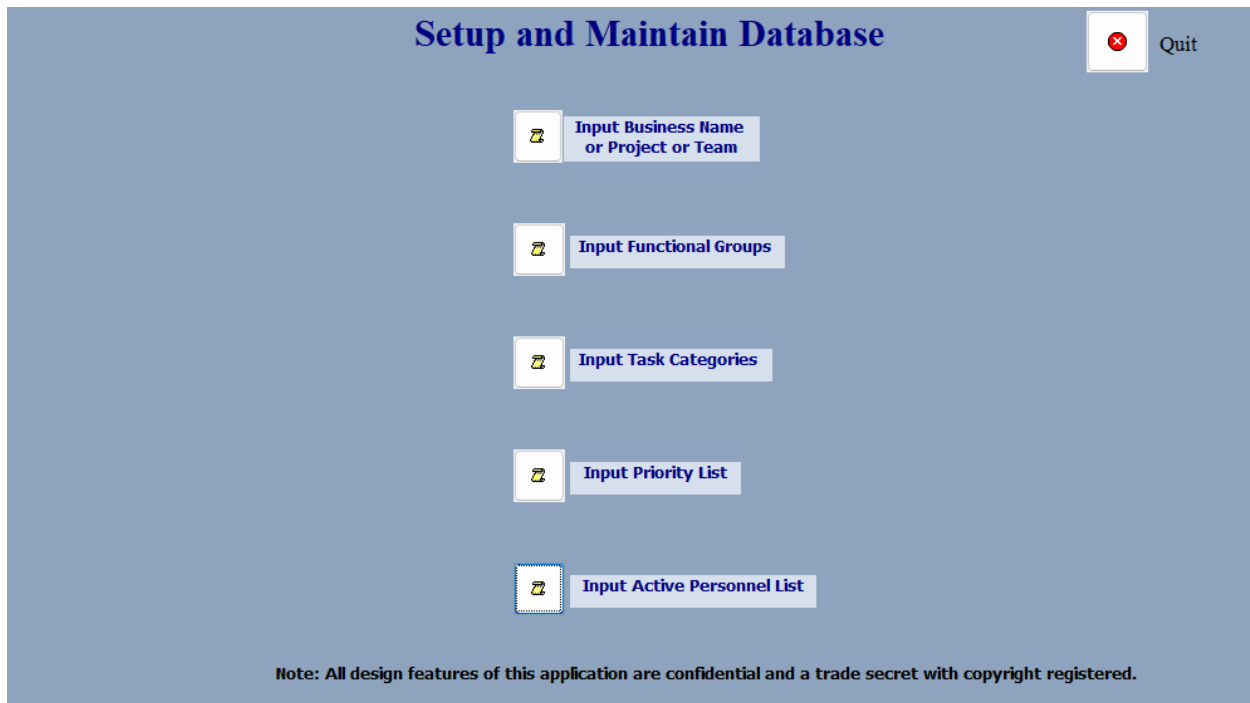 Setup and Maintain Database
Quit
Input Business Name
or Project or Team
Input Functional Groups
Input Task Categories
Input Priority List
Input Active Personnel List
Note: All design features of this application are confidential and a trade secret with copyright registered.